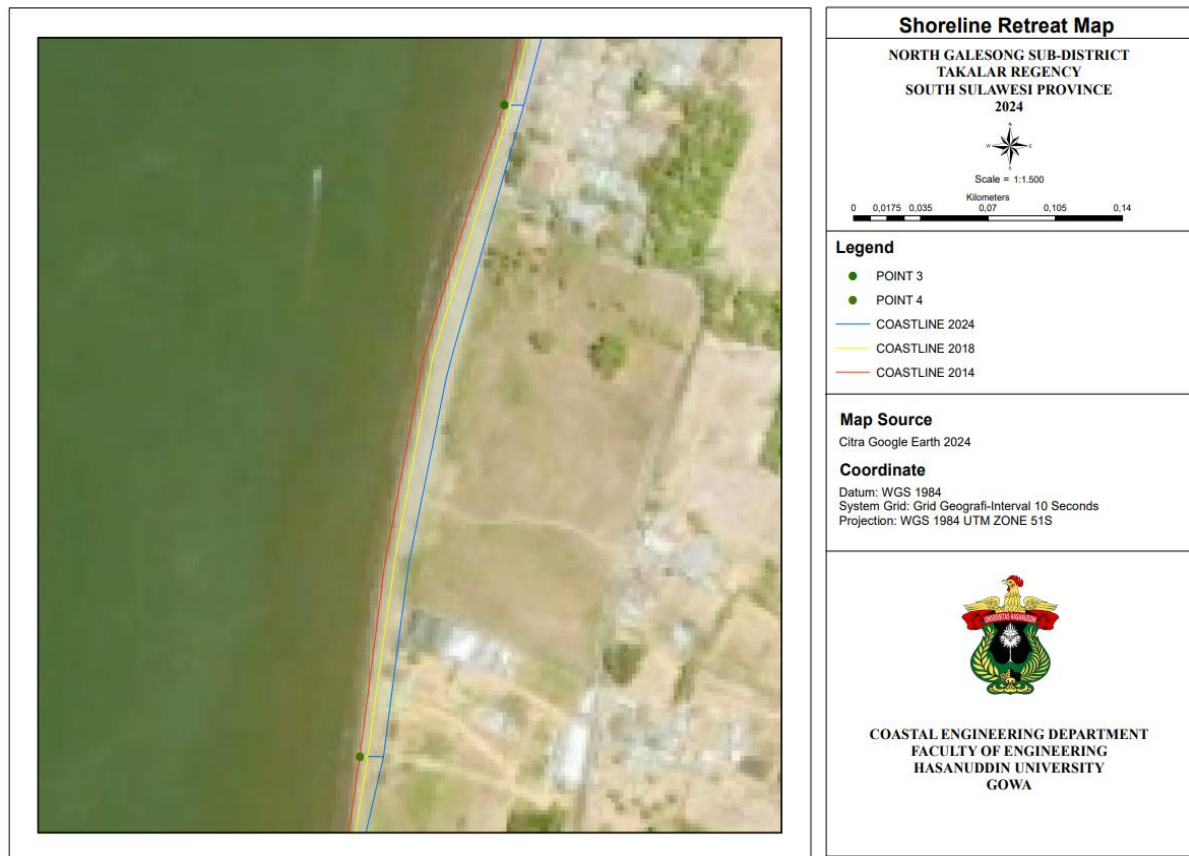 Shoreline Retreat Map
NORTH GALESONG SUB-DISTRICT
TAKALAR REGENCY
SOUTH SULAWESI PROVINCE
2024
N
W E
S
Scale = 1:1.500
Kilometers
0 0,0175 0,035 0,07 0,105 0,14
Legend
POINT 3
POINT 4
COASTLINE 2024
COASTLINE 2018
COASTLINE 2014
Map Source
Citra Google Earth 2024
Coordinate
Datum: WGS 1984
System Grid: Grid Geografi-Interval 10 Seconds
Projection: WGS 1984 UTM ZONE 51S
UNIVERSITAS HASANUDDIN
COASTAL ENGINEERING DEPARTMENT
FACULTY OF ENGINEERING
HASANUDDIN UNIVERSITY
GOWA